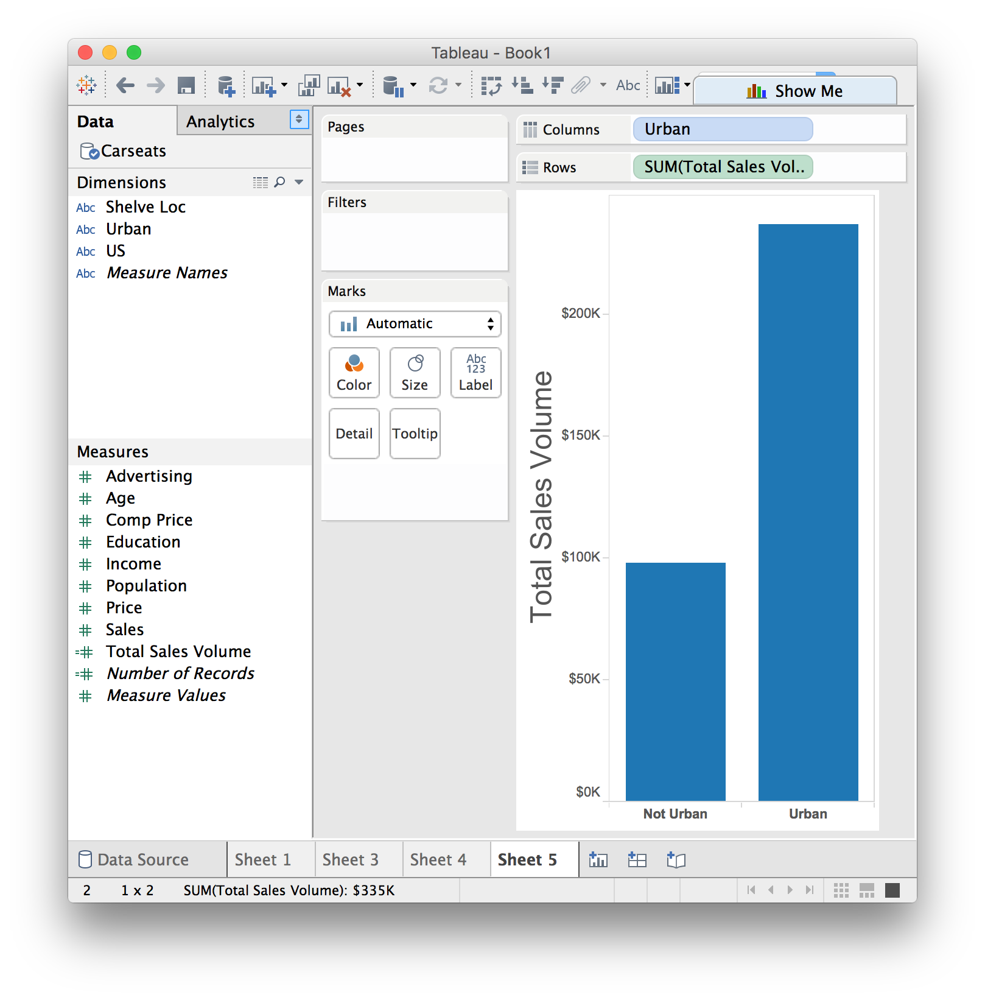 Tableau - Book1
Abc
Show Me
Data
Analytics
Carseats
Dimensions
Abc Shelve Loc
Abc Urban
Abc US
Abc Measure Names
Measures
Advertising
Age
Comp Price
Education
Income
Population
Price
Sales
Total Sales Volume
Number of Records
Measure Values
Pages
Filters
Marks
Automatic
Color
Size
Abc
123
Label
Detail
Tooltip
Columns
Urban
Rows
SUM(Total Sales Vol..
Total Sales Volume
$200K
$150K
$100K
$50K
$0K
Not Urban
Urban
Data Source
Sheet 1
Sheet 3
Sheet 4
Sheet 5
2
1 x 2
SUM(Total Sales Volume): $335K